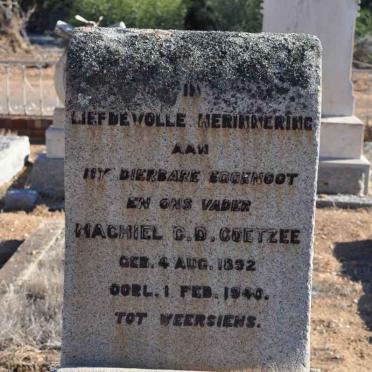 IN
LIEFDEVOLLE HERINNERING
AAN
MY DIERBARE EGGENOOT
EN ONS VADER
MACHIEL C.D. COETZEE
GEB. 4 AUG. 1892
OORL. 1 FEB. 1940.
TOT WEERSIENS.